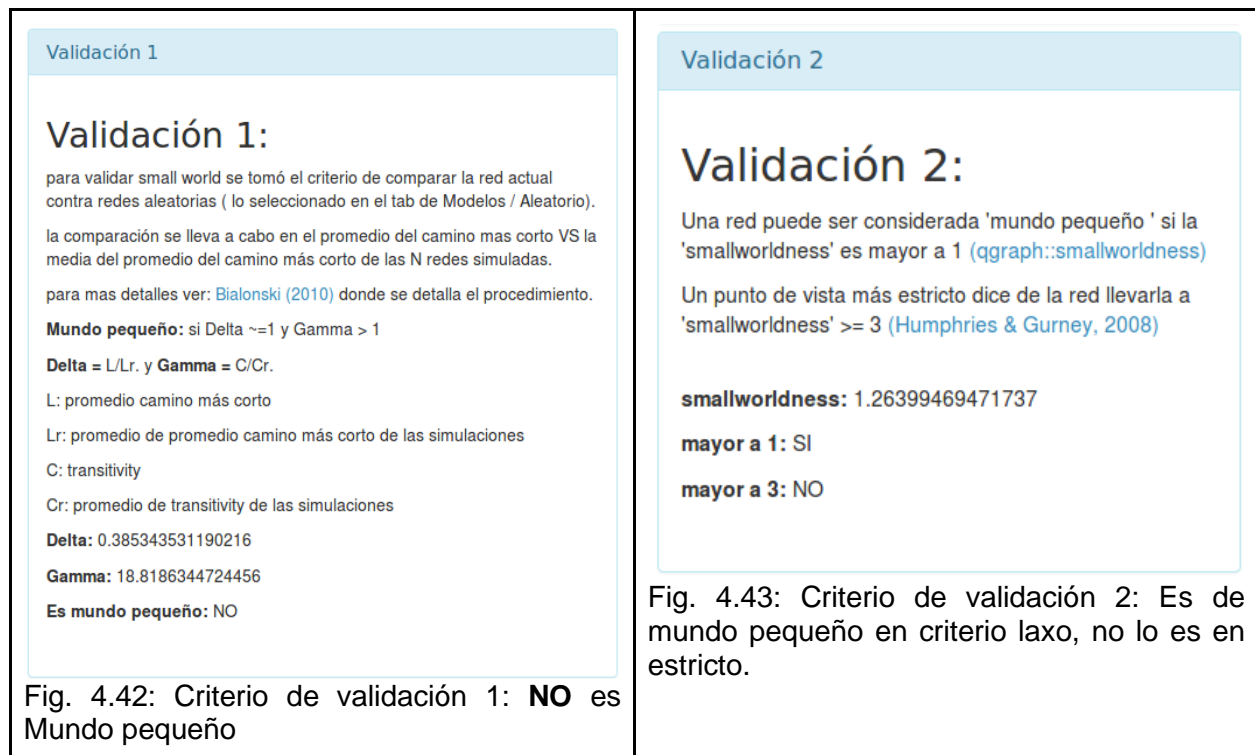 Validación 1
Validación 1:
para validar small world se tomó el criterio de comparar la red actual
contra redes aleatorias ( lo seleccionado en el tab de Modelos / Aleatorio).
la comparación se lleva a cabo en el promedio del camino mas corto VS la
media del promedio del camino más corto de las N redes simuladas.
para mas detalles ver: Bialonski (2010) donde se detalla el procedimiento.
Mundo pequeño: si Delta ~=1 y Gamma > 1
Delta = L/Lr. y Gamma = C/Cr.
L: promedio camino más corto
Lr: promedio de promedio camino más corto de las simulaciones
C: transitivity
Cr: promedio de transitivity de las simulaciones
Delta: 0.385343531190216
Gamma: 18.8186344724456
Es mundo pequeño: NO
Fig. 4.42: Criterio de validación 1: NO es
Mundo pequeño
Validación 2
Validación 2:
Una red puede ser considerada 'mundo pequeño ' si la
'smallworldness' es mayor a 1 (qgraph::smallworldness)
Un punto de vista más estricto dice de la red llevarla a
'smallworldness' >= 3 (Humphries & Gurney, 2008)
smallworldness: 1.26399469471737
mayor a 1: SI
mayor a 3: NO
Fig. 4.43: Criterio de validación 2: Es de
mundo pequeño en criterio laxo, no lo es en
estricto.